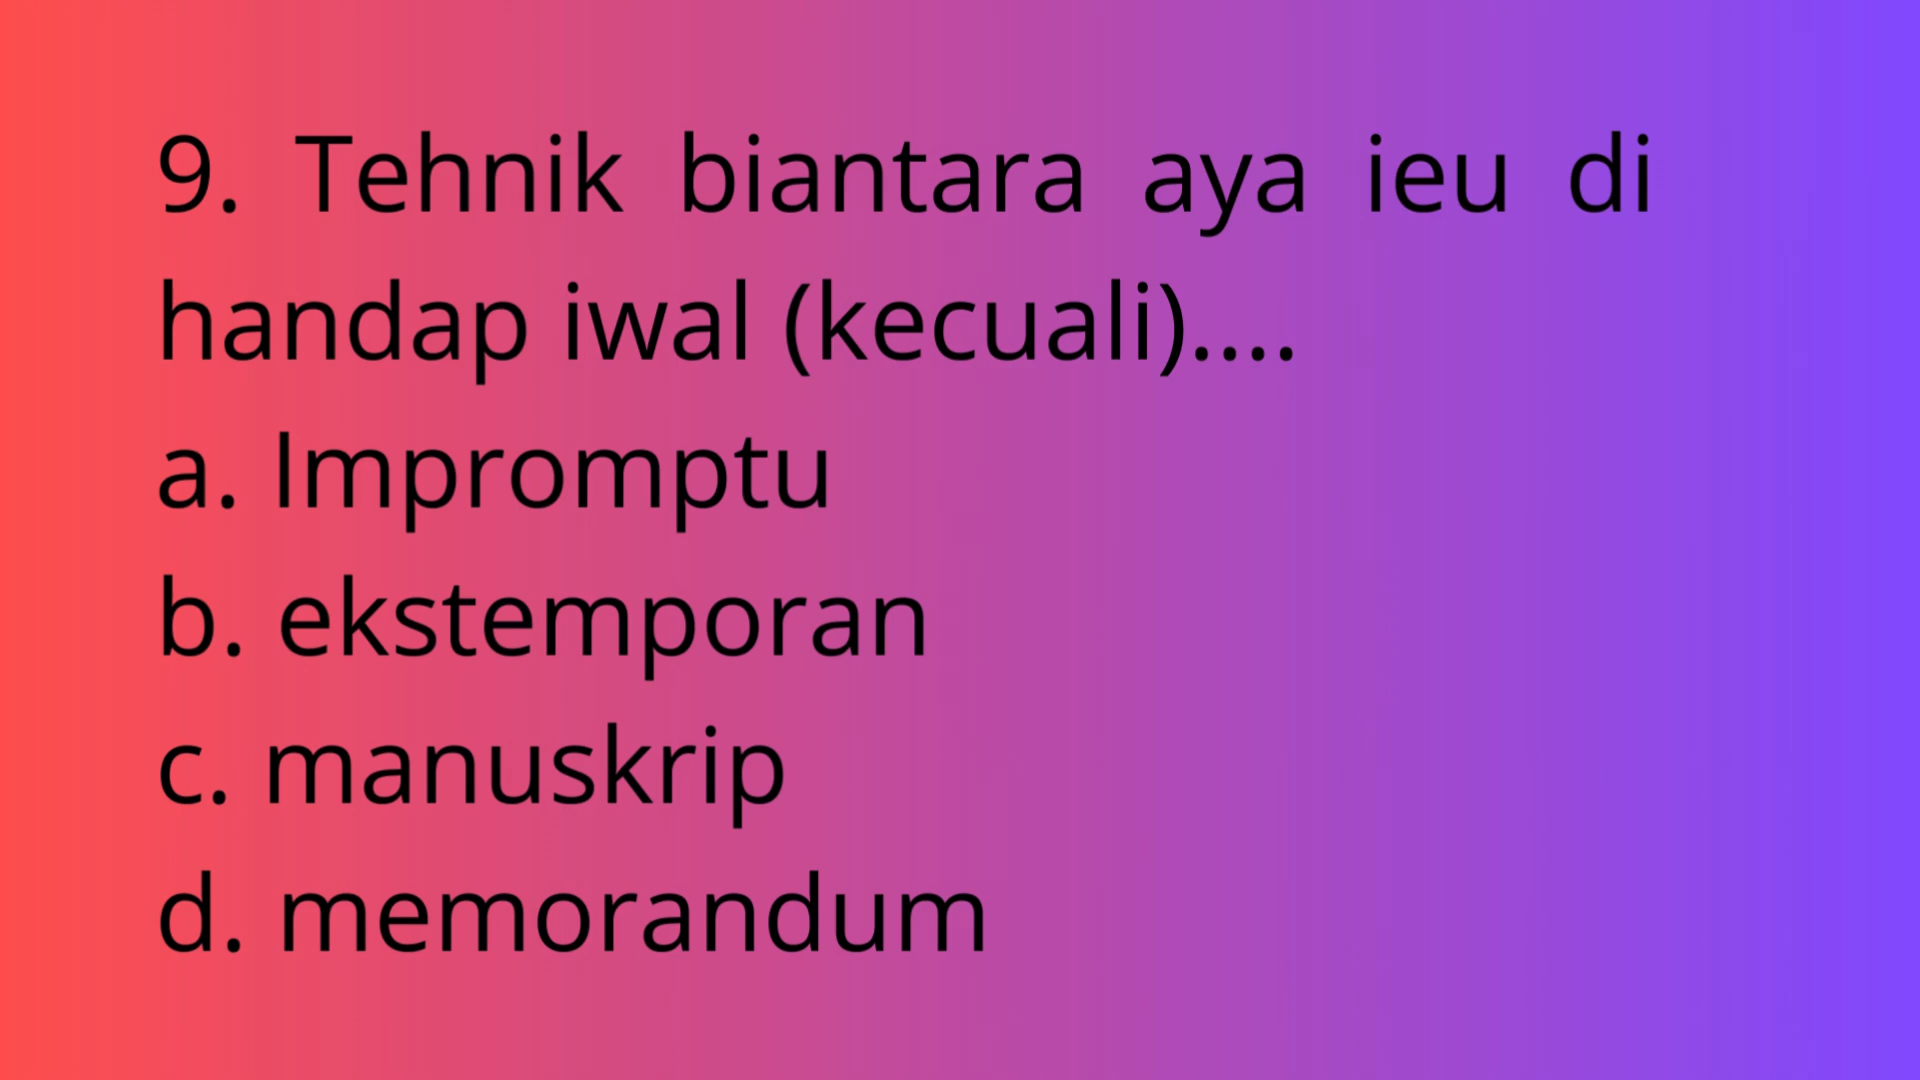 9. Tehnik biantara aya ieu di
handap iwal (kecuali)....
a. Impromptu
b. ekstemporan
c. manuskrip
d. memorandum